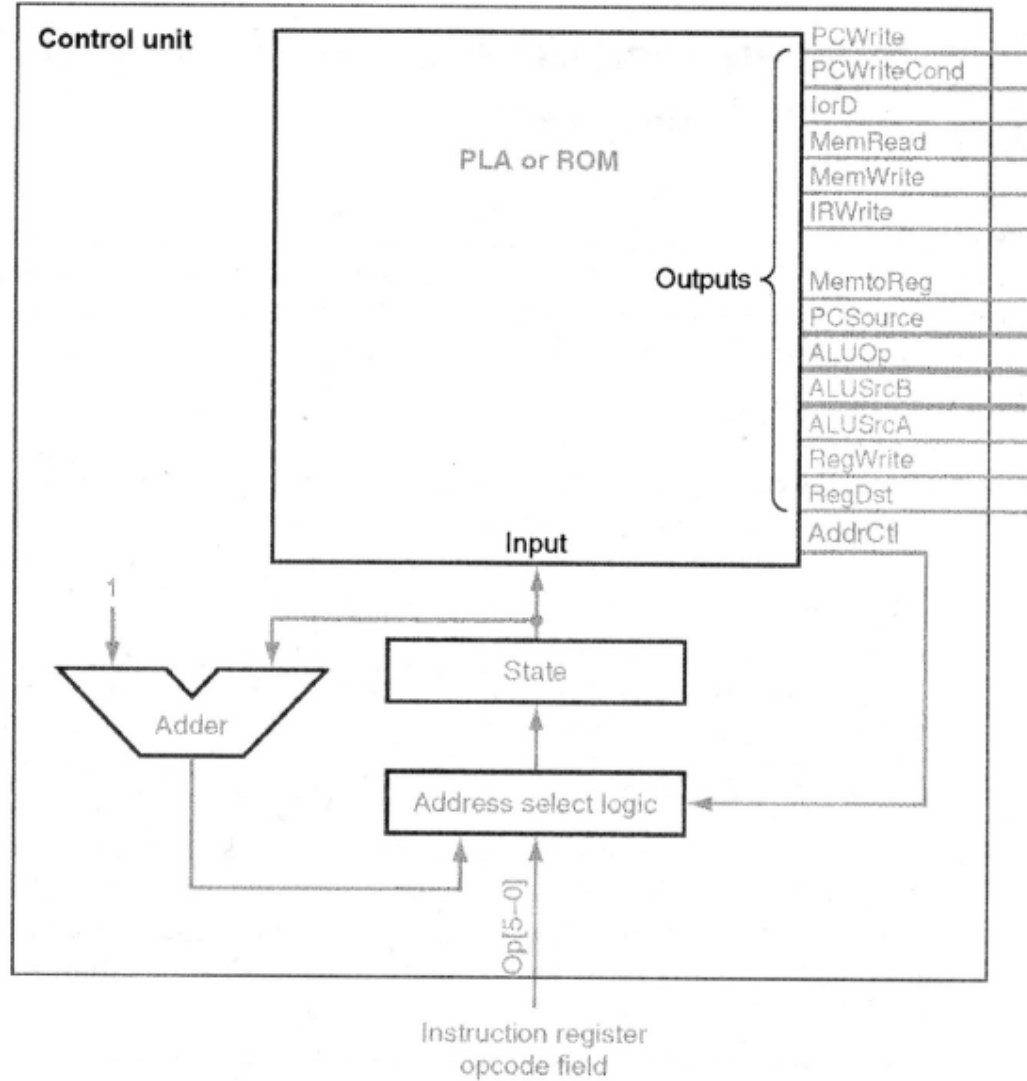 Control unit
PCWrite
PCWriteCond
IorD
MemRead
PLA or ROM
MemWrite
IRWrite
Outputs
MemtoReg
PCSource
ALUOp
ALUSrcB
ALUSrcA
RegWrite
RegDst
AddrCtl
Input
1
State
Adder
Address select logic
Op[5–0]
Instruction register
opcode field